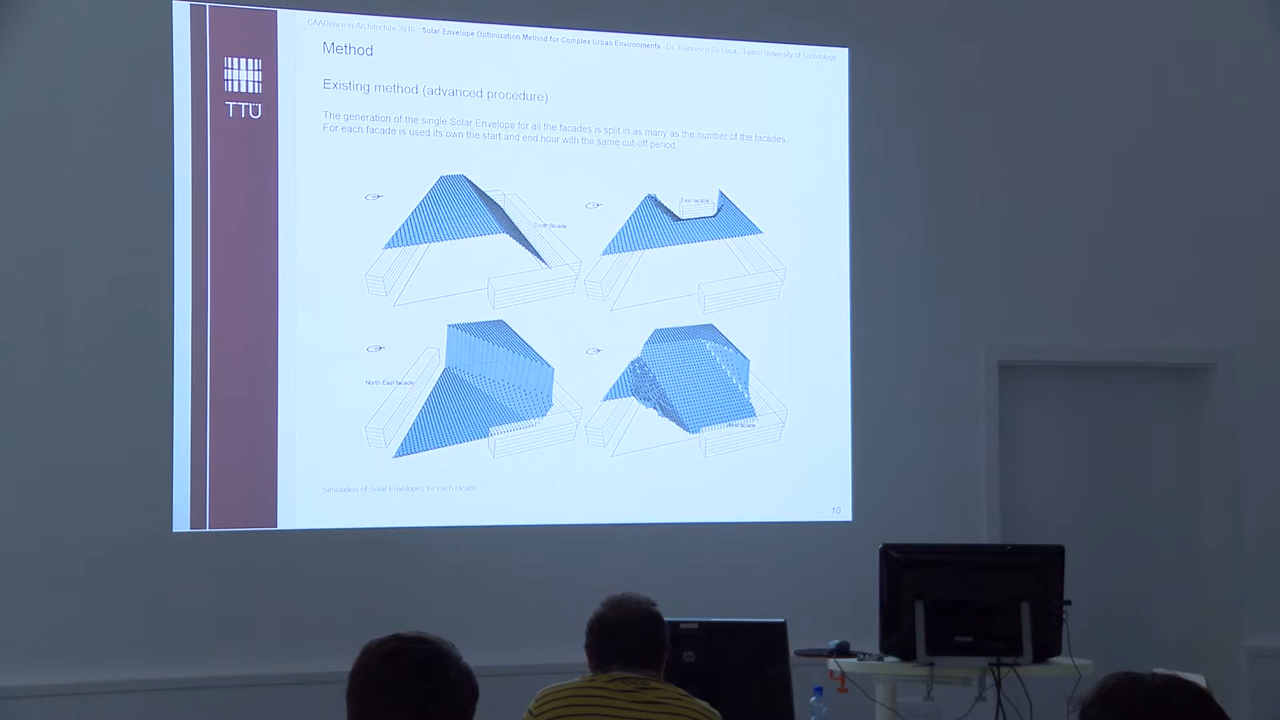 CAADence in Architecture 2016 - Solar Envelope Optimization Method for Complex Urban Environments - Dr. Francesco De Luca - Tallinn University of Technology
Method
TTÜ
Existing method (advanced procedure)
The generation of the single Solar Envelope for all the facades is split in as many as the number of the facades.
For each facade is used its own the start and end hour with the same cut-off period.
South facade
East facade
North-East facade
West facade
Simulation of Solar Envelopes for each facade
10